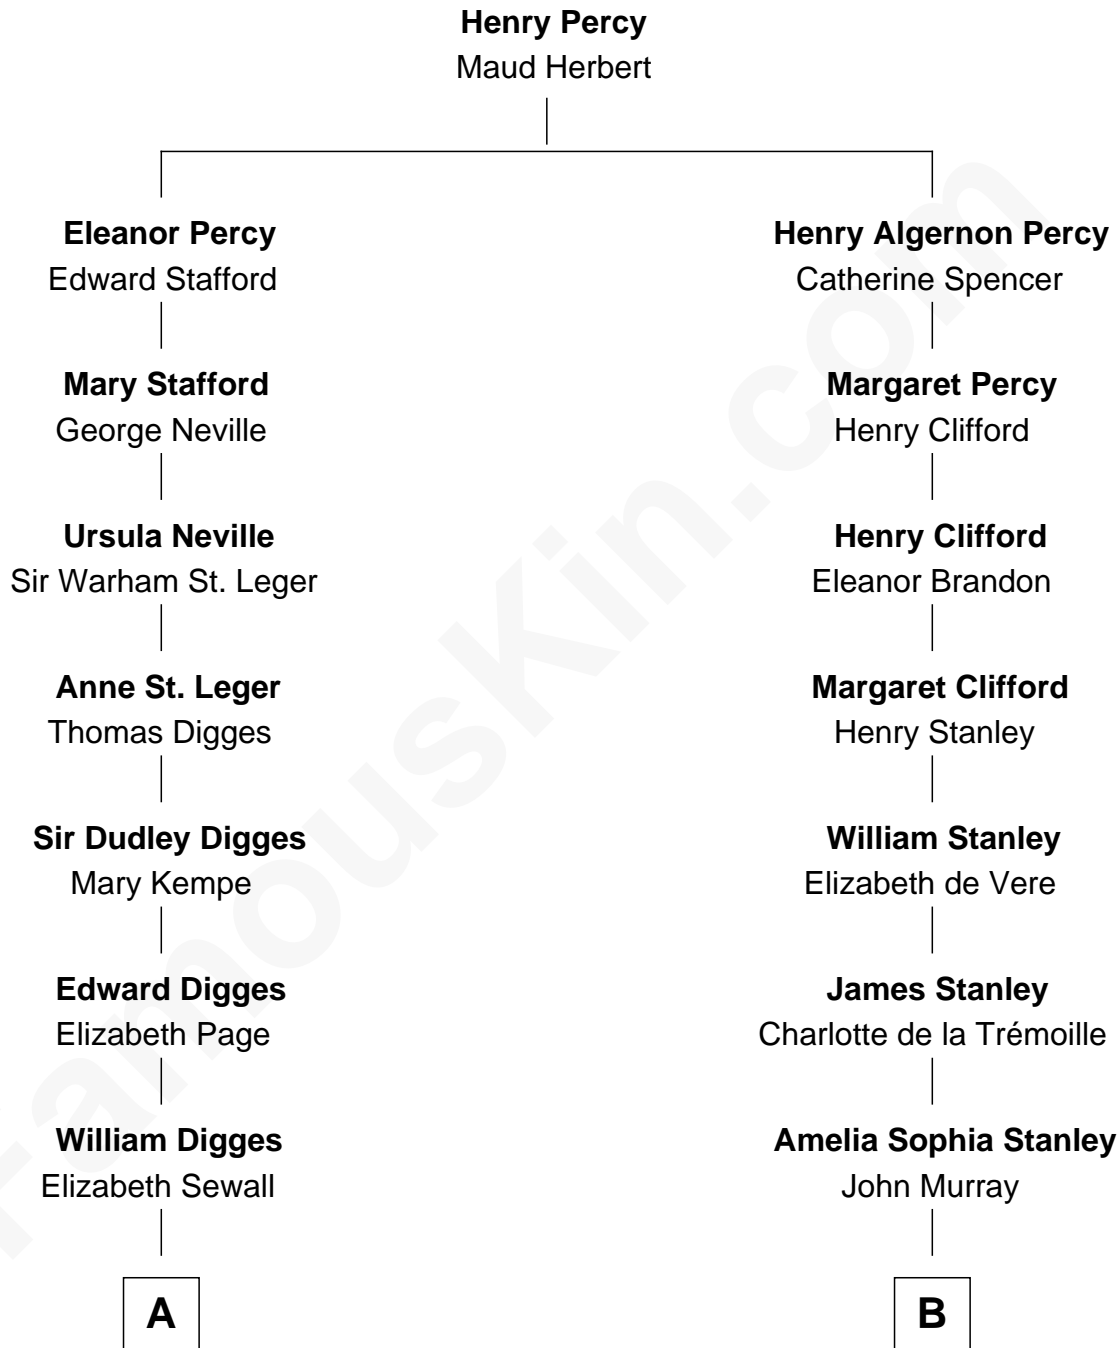 Henry Percy
Maud Herbert
Eleanor Percy
Edward Stafford
Henry Algernon Percy
Catherine Spencer
Mary Stafford
George Neville
Margaret Percy
Henry Clifford
Ursula Neville
Sir Warham St. Leger
Henry Clifford
Eleanor Brandon
Anne St. Leger
Thomas Digges
Margaret Clifford
Henry Stanley
Sir Dudley Digges
Mary Kempe
William Stanley
Elizabeth de Vere
Edward Digges
Elizabeth Page
James Stanley
Charlotte de la Trémoille
William Digges
Elizabeth Sewall
Amelia Sophia Stanley
John Murray
A
B
FamousKin.com